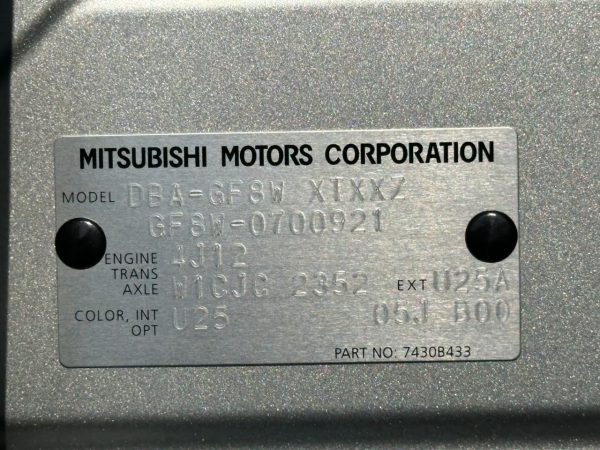 MITSUBISHI MOTORS CORPORATION
MODEL DBA-GF8W XTXXZ
GF8W-0700921
ENGINE 4J12
TRANS AXLE W1CJC 2352 EXT U25A
COLOR, INT OPT U25 05J B00
PART NO: 7430B433